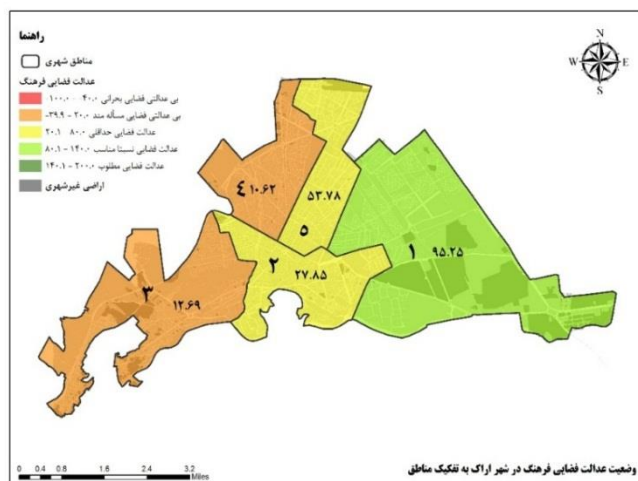 راهنما
مناطق شهری
عدالت فضایی فرهنگ
بی عدالتی فضایی بحرانی ۴۰.۰- - ۱۰۰.۰-
بی عدالتی فضایی مسأله مند ۲۰.۰ - ۳۹.۹-
عدالت فضایی حداقلی ۸۰.۰ - ۲۰.۱
عدالت فضایی نسبتا مناسب ۱۴۰.۰ - ۸۰.۱
عدالت فضایی مطلوب ۲۰۰.۰ - ۱۴۰.۱
اراضی غیرشهری
N
W E
S
۴ ۱۰.۶۲
۵۳.۷۸
۵
۱ ۹۵.۲۵
۲ ۲۷.۸۵
۳ ۱۲.۶۹
0 0.4 0.8 1.6 2.4 3.2
Miles
وضعیت عدالت فضایی فرهنگ در شهر اراک به تفکیک مناطق